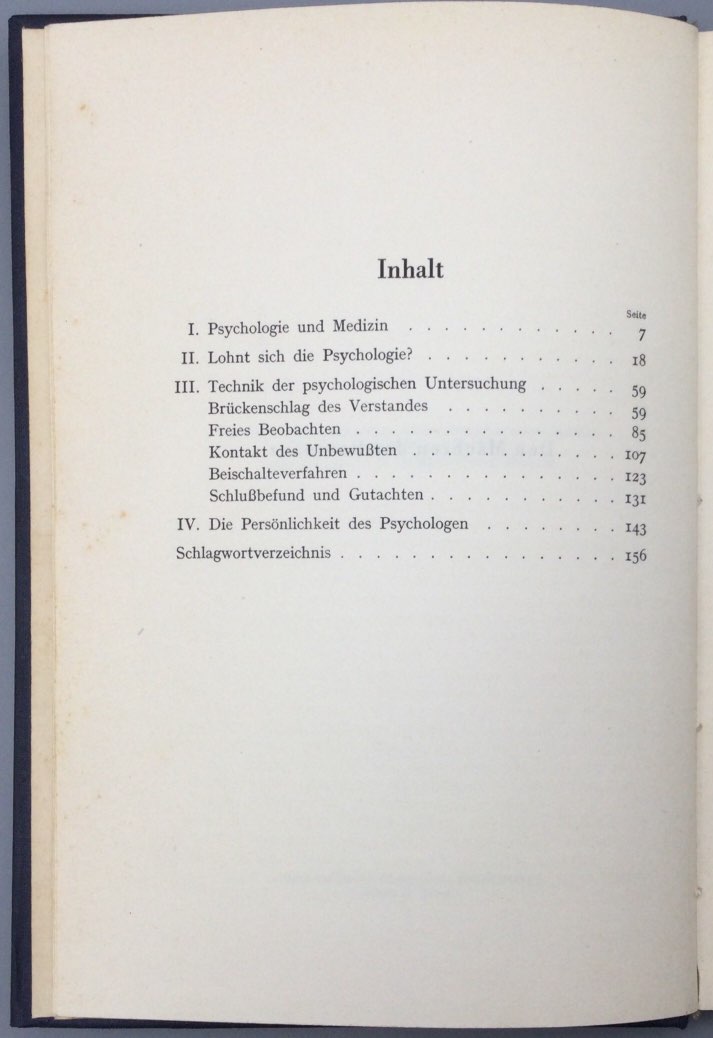 Inhalt
Seite
I. Psychologie und Medizin . . . . . . . . . . . . 7
II. Lohnt sich die Psychologie? . . . . . . . . . . . 18
III. Technik der psychologischen Untersuchung . . . . . 59
Brückenschlag des Verstandes . . . . . . . . . . 59
Freies Beobachten . . . . . . . . . . . . . . . 85
Kontakt des Unbewußten . . . . . . . . . . . . 107
Beischalteverfahren . . . . . . . . . . . . . . . 123
Schlußbefund und Gutachten . . . . . . . . . . . 131
IV. Die Persönlichkeit des Psychologen . . . . . . . . 143
Schlagwortverzeichnis . . . . . . . . . . . . . . . . 156